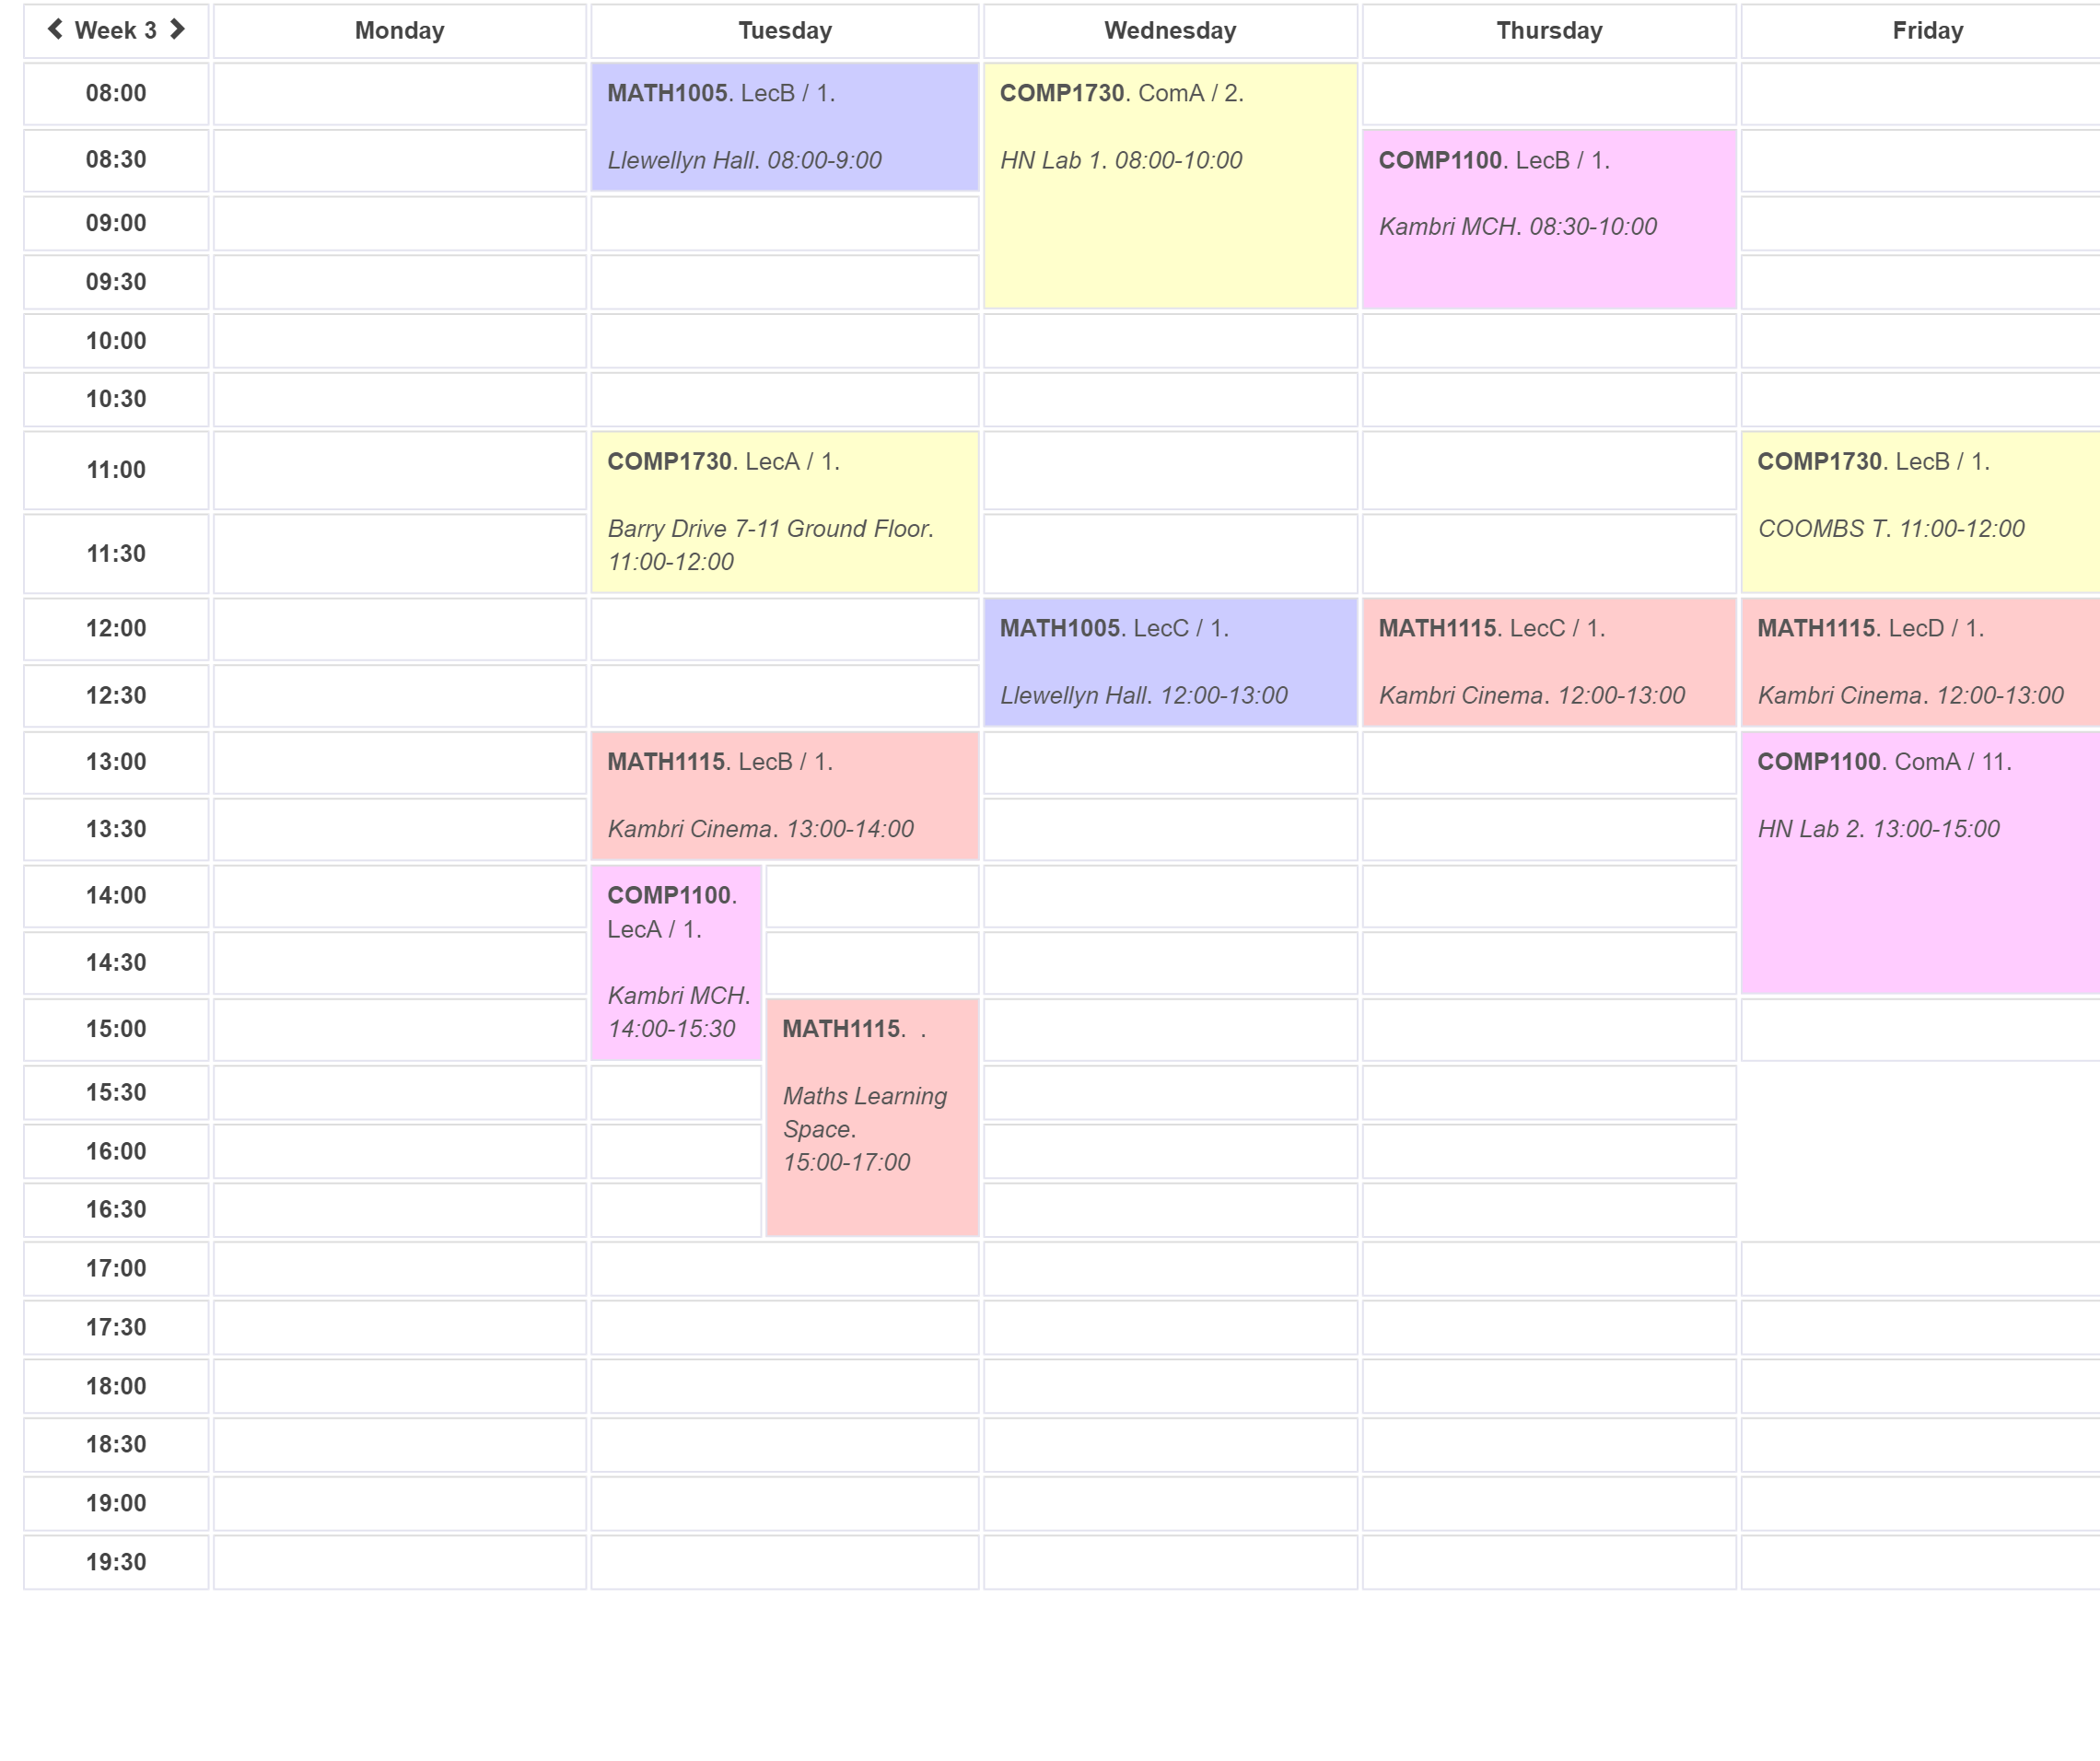 Week 3 Monday Tuesday Wednesday Thursday Friday
08:00 MATH1005. LecB / 1. COMP1730. ComA / 2.
08:30 Llewellyn Hall. 08:00-9:00 HN Lab 1. 08:00-10:00 COMP1100. LecB / 1.
09:00 Kambri MCH. 08:30-10:00
09:30
10:00
10:30
11:00 COMP1730. LecA / 1. COMP1730. LecB / 1.
Barry Drive 7-11 Ground Floor. COOMBS T. 11:00-12:00
11:30 11:00-12:00
12:00 MATH1005. LecC / 1. MATH1115. LecC / 1. MATH1115. LecD / 1.
12:30 Llewellyn Hall. 12:00-13:00 Kambri Cinema. 12:00-13:00 Kambri Cinema. 12:00-13:00
13:00 MATH1115. LecB / 1. COMP1100. ComA / 11.
13:30 Kambri Cinema. 13:00-14:00 HN Lab 2. 13:00-15:00
14:00 COMP1100.
LecA / 1.
14:30
Kambri MCH.
15:00 14:00-15:30 MATH1115. .
15:30 Maths Learning
Space.
16:00 15:00-17:00
16:30
17:00
17:30
18:00
18:30
19:00
19:30